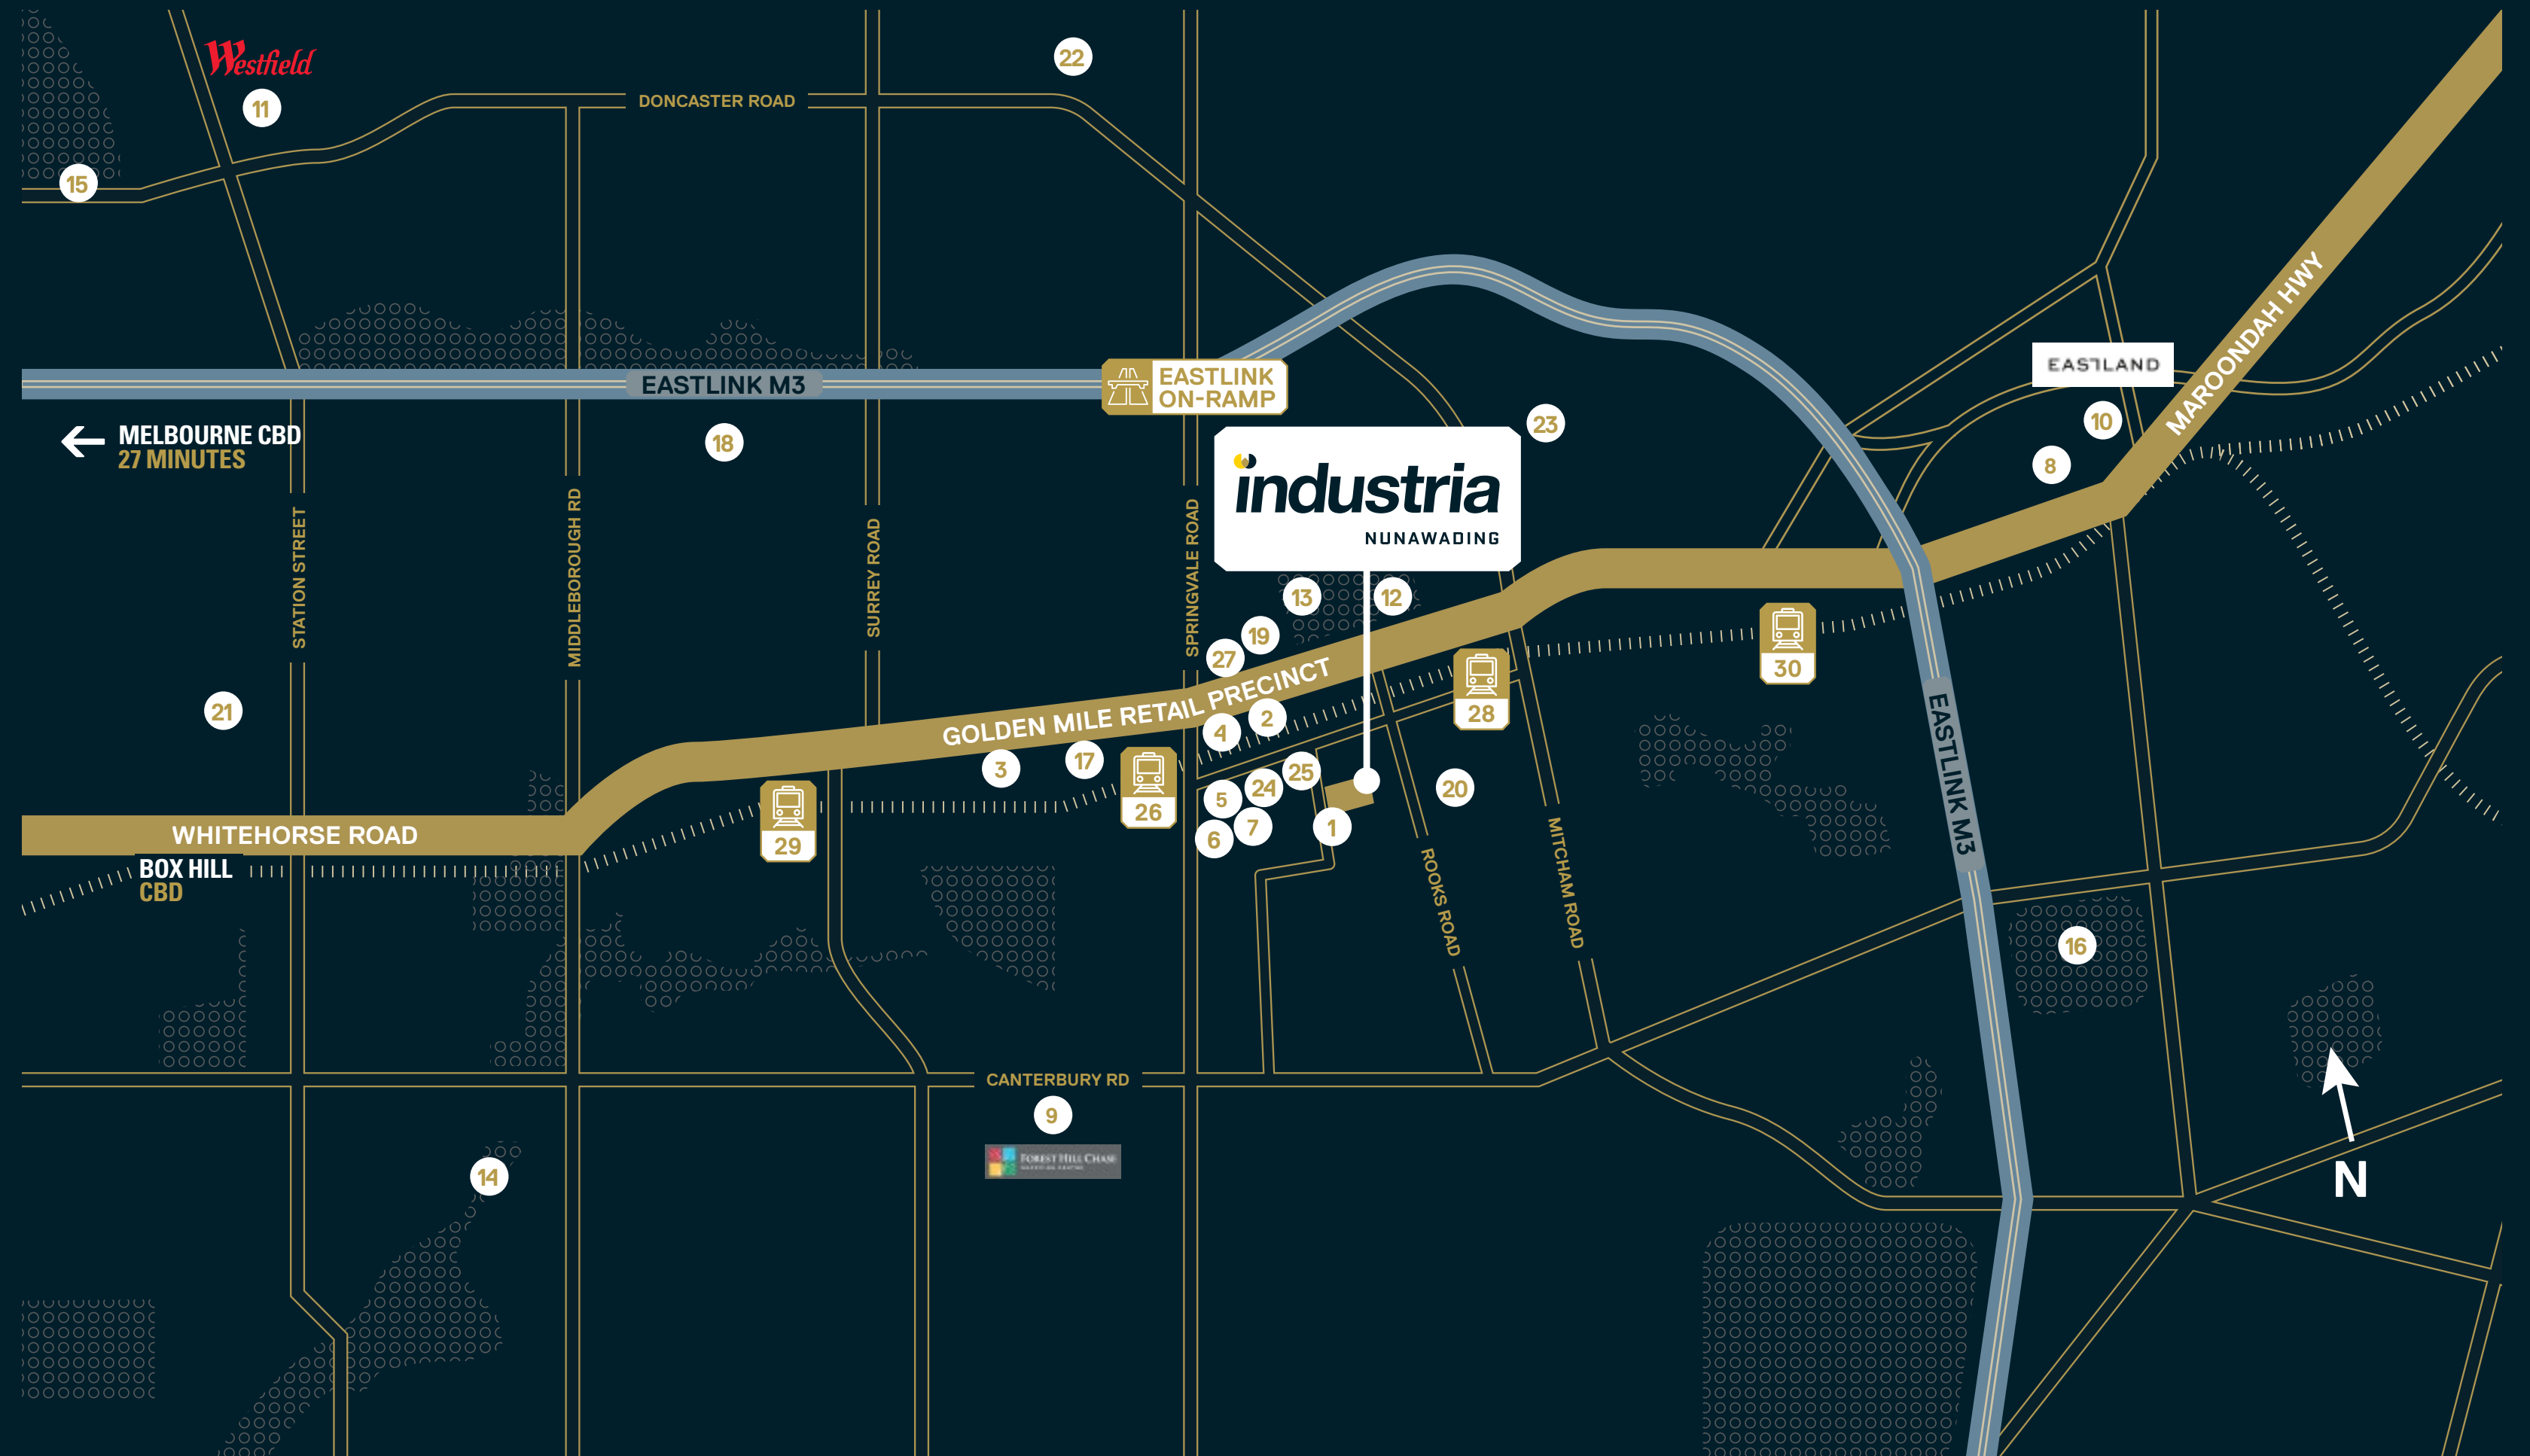 Westfield
11
22
DONCASTER ROAD
15
EASTLINK M3
EASTLINK
ON-RAMP
EASTLAND
MAROONDAH HWY
10
8
MELBOURNE CBD
27 MINUTES
18
23
industria
NUNAWADING
STATION STREET
MIDDLEBOROUGH RD
SURREY ROAD
SPRINGVALE ROAD
13
12
19
27
30
28
21
GOLDEN MILE RETAIL PRECINCT
4
2
3
17
26
25
24
5
20
7
6
1
29
EASTLINK M3
WHITEHORSE ROAD
BOX HILL
CBD
ROOKS ROAD
MITCHAM ROAD
16
CANTERBURY RD
9
FOREST HILL CHASE
14
N